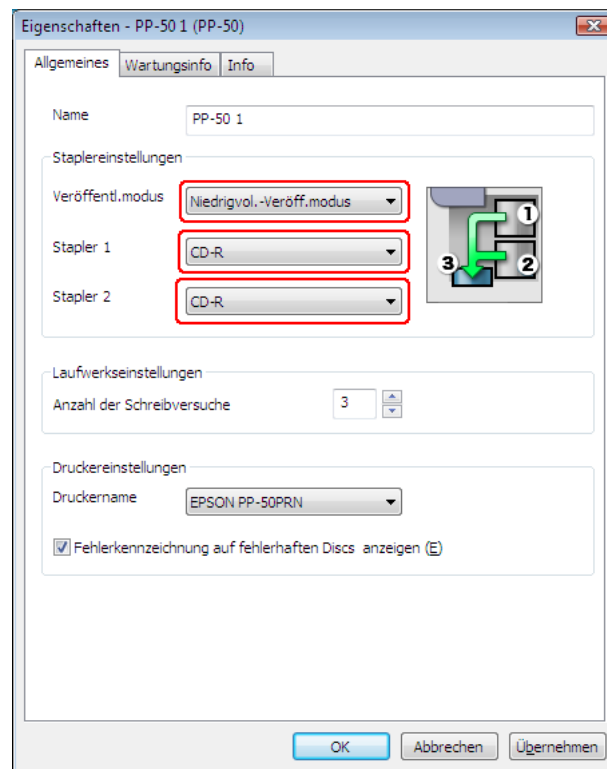 Eigenschaften - PP-50 1 (PP-50)
Allgemeines Wartungsinfo Info
Name PP-50 1
Staplereinstellungen
Veröffentl.modus Niedrigvol.-Veröff.modus
1
Stapler 1 CD-R
3 2
Stapler 2 CD-R
Laufwerkseinstellungen
Anzahl der Schreibversuche 3
Druckereinstellungen
Druckername EPSON PP-50PRN
Fehlerkennzeichnung auf fehlerhaften Discs anzeigen (E)
OK Abbrechen Übernehmen